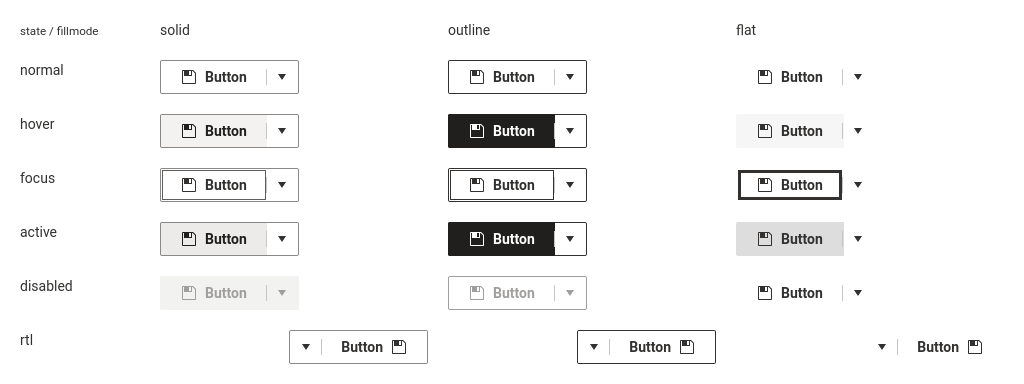 state / fillmode solid outline flat
normal Button Button Button
hover Button Button Button
focus Button Button Button
active Button Button Button
disabled Button Button Button
rtl Button Button Button